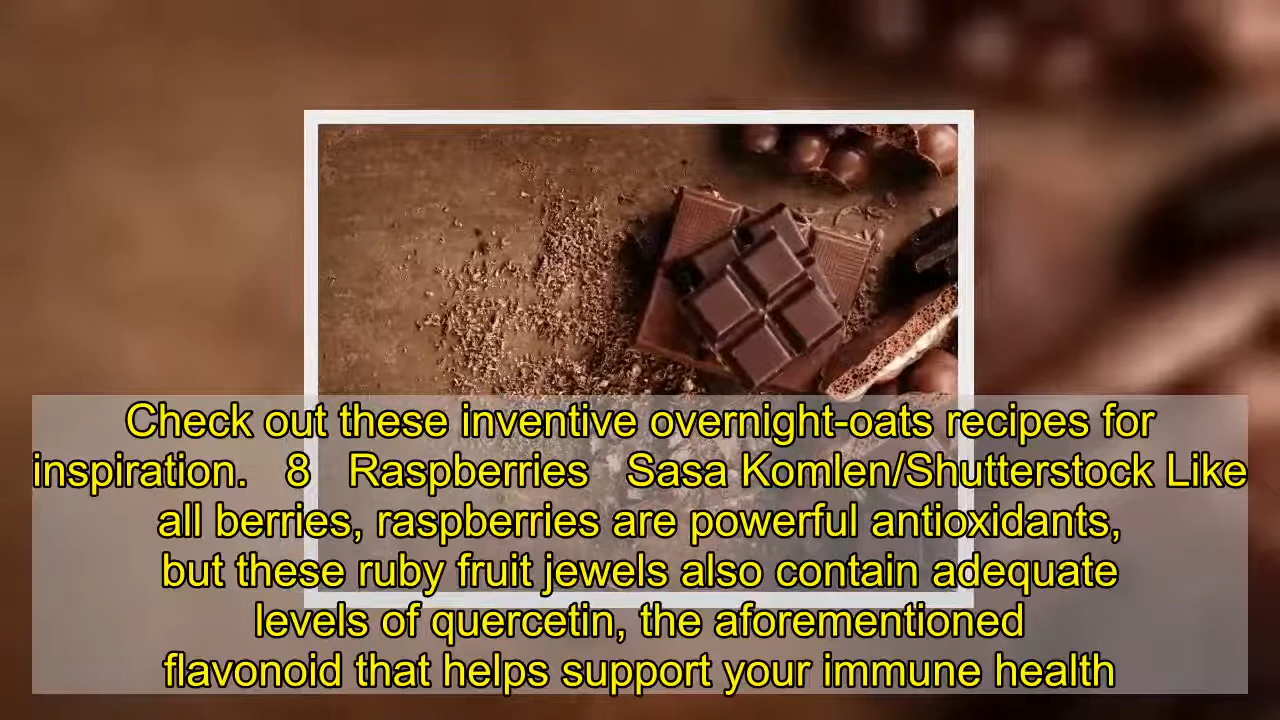 Check out these inventive overnight-oats recipes for
inspiration.   8   Raspberries   Sasa Komlen/Shutterstock Like
all berries, raspberries are powerful antioxidants,
but these ruby fruit jewels also contain adequate
levels of quercetin, the aforementioned
flavonoid that helps support your immune health